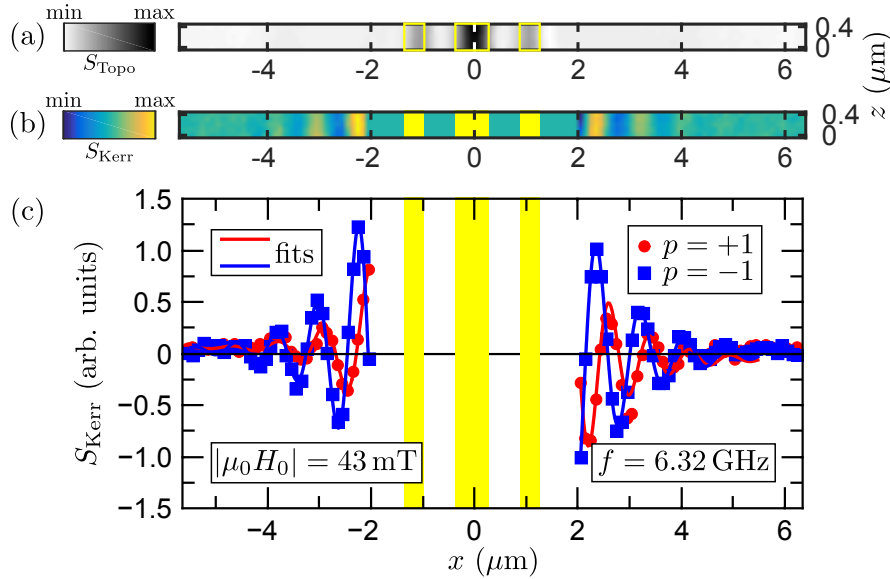 (a) min max 0.4
S_Topo 0
-4 -2 0 2 4 6
z (μm)
(b) min max 0.4
S_Kerr 0
-4 -2 0 2 4 6
(c) 1.5
1.0
0.5
0
−0.5
−1.0
−1.5
S_Kerr (arb. units)
fits
p = +1
p = −1
|μ₀H₀| = 43 mT
f = 6.32 GHz
−4 −2 0 2 4 6
x (μm)